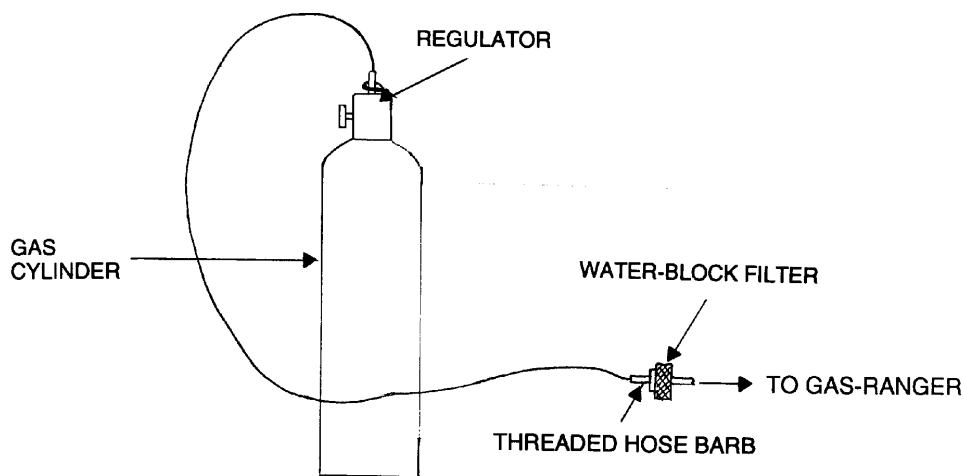 REGULATOR
GAS
CYLINDER
WATER-BLOCK FILTER
TO GAS-RANGER
THREADED HOSE BARB